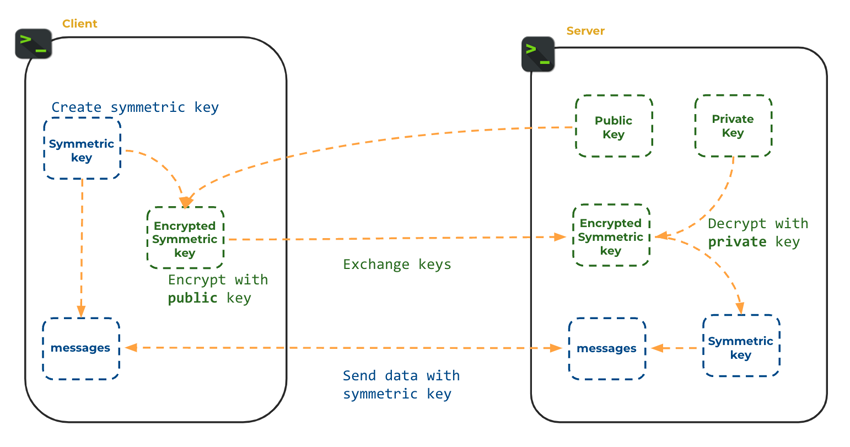 Client
>_
Create symmetric key
Symmetric
key
Encrypted
Symmetric
key
Encrypt with
public key
messages
Exchange keys
Send data with
symmetric key
Server
>_
Public
Key
Private
Key
Encrypted
Symmetric
key
Decrypt with
private key
messages
Symmetric
key